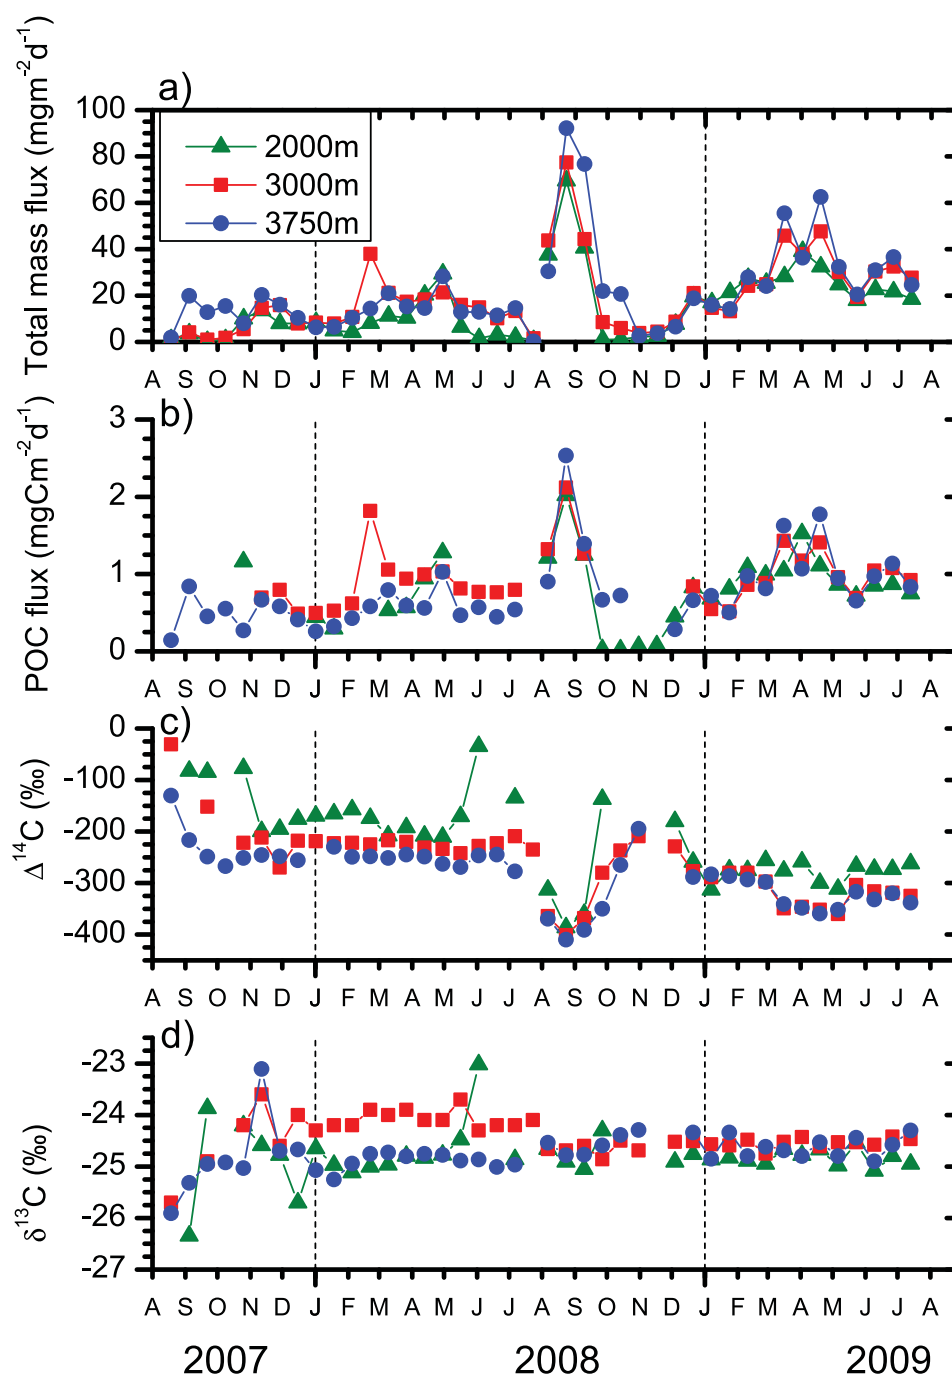 a)
Total mass flux (mgm⁻²d⁻¹)
100
80
60
40
20
0
2000m
3000m
3750m
A S O N D J F M A M J J A S O N D J F M A M J J A
b)
POC flux (mgCm⁻²d⁻¹)
3
2
1
0
A S O N D J F M A M J J A S O N D J F M A M J J A
c)
Δ¹⁴C (‰)
0
-100
-200
-300
-400
A S O N D J F M A M J J A S O N D J F M A M J J A
d)
δ¹³C (‰)
-23
-24
-25
-26
-27
A S O N D J F M A M J J A S O N D J F M A M J J A
2007 2008 2009